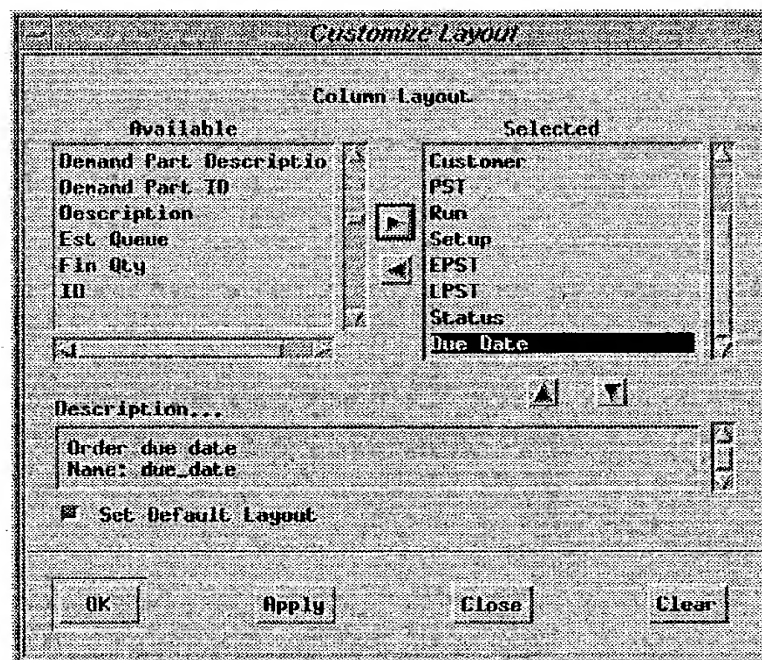 Customize Layout
Column Layout
Available
Demand Part Descriptio
Demand Part ID
Description
Est Queue
Fin Qty
ID
Selected
Customer
PST
Run
Setup
EPST
LPST
Status
Due Date
Description...
Order due date
Name: due_date
Set Default Layout
OK
Apply
Close
Clear